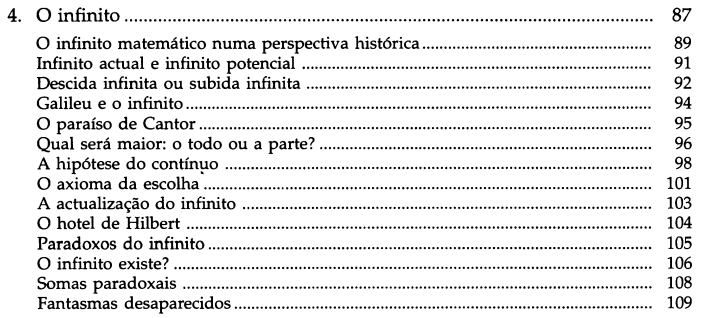 4. O infinito ........................................ 87
O infinito matemático numa perspectiva histórica ........................................ 89
Infinito actual e infinito potencial ........................................ 91
Descida infinita ou subida infinita ........................................ 92
Galileu e o infinito ........................................ 94
O paraíso de Cantor ........................................ 95
Qual será maior: o todo ou a parte? ........................................ 96
A hipótese do contínuo ........................................ 98
O axioma da escolha ........................................ 101
A actualização do infinito ........................................ 103
O hotel de Hilbert ........................................ 104
Paradoxos do infinito ........................................ 105
O infinito existe? ........................................ 106
Somas paradoxais ........................................ 108
Fantasmas desaparecidos ........................................ 109